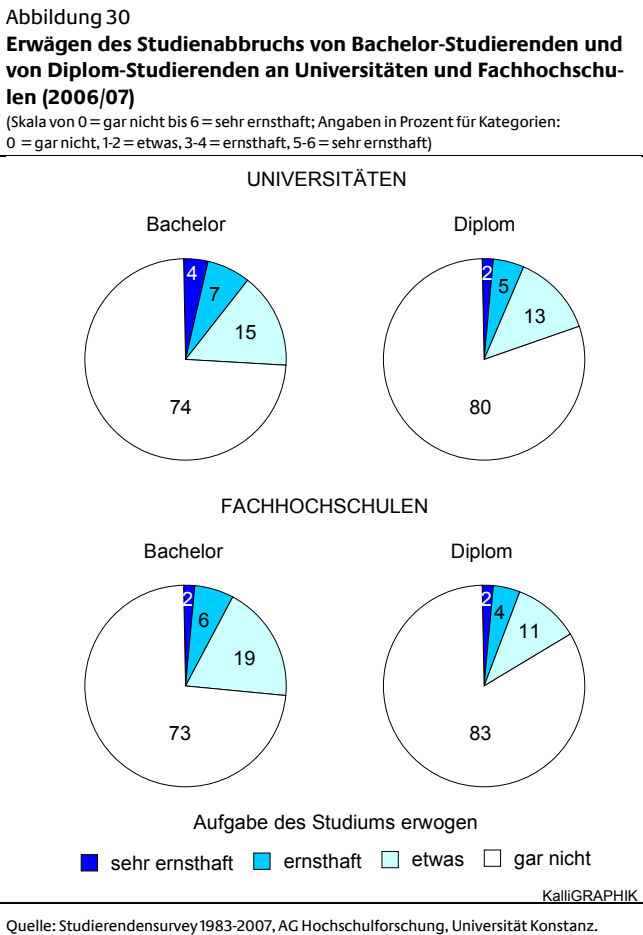 Abbildung 30
Erwägen des Studienabbruchs von Bachelor-Studierenden und
von Diplom-Studierenden an Universitäten und Fachhochschu-
len (2006/07)
(Skala von 0 = gar nicht bis 6 = sehr ernsthaft; Angaben in Prozent für Kategorien:
0 = gar nicht, 1-2 = etwas, 3-4 = ernsthaft, 5-6 = sehr ernsthaft)
UNIVERSITÄTEN
Bachelor
4
7
15
74
Diplom
2
5
13
80
FACHHOCHSCHULEN
Bachelor
2
6
19
73
Diplom
2
4
11
83
Aufgabe des Studiums erwogen
sehr ernsthaft ernsthaft etwas gar nicht
KalliGRAPHIK
Quelle: Studierendensurvey 1983-2007, AG Hochschulforschung, Universität Konstanz.